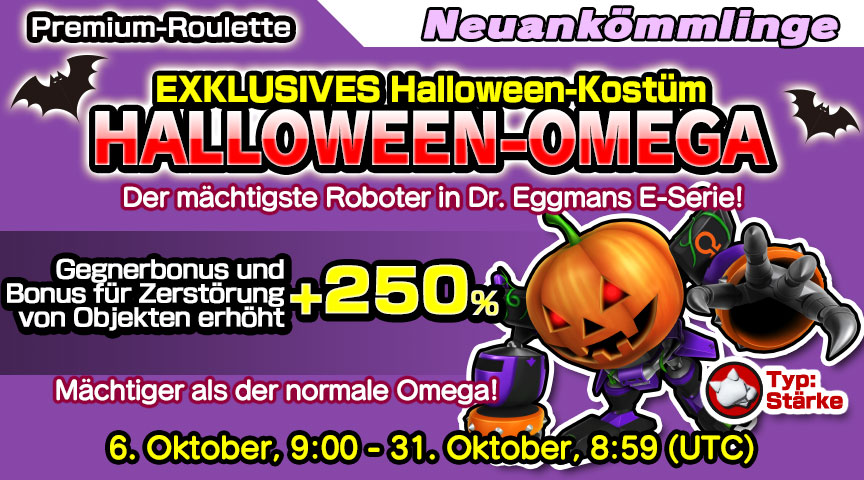 Premium-Roulette
Neuankömmlinge
EXKLUSIVES Halloween-Kostüm
HALLOWEEN-OMEGA
Der mächtigste Roboter in Dr. Eggmans E-Serie!
Gegnerbonus und
Bonus für Zerstörung
von Objekten erhöht
+250%
Mächtiger als der normale Omega!
Typ:
Stärke
6. Oktober, 9:00 - 31. Oktober, 8:59 (UTC)